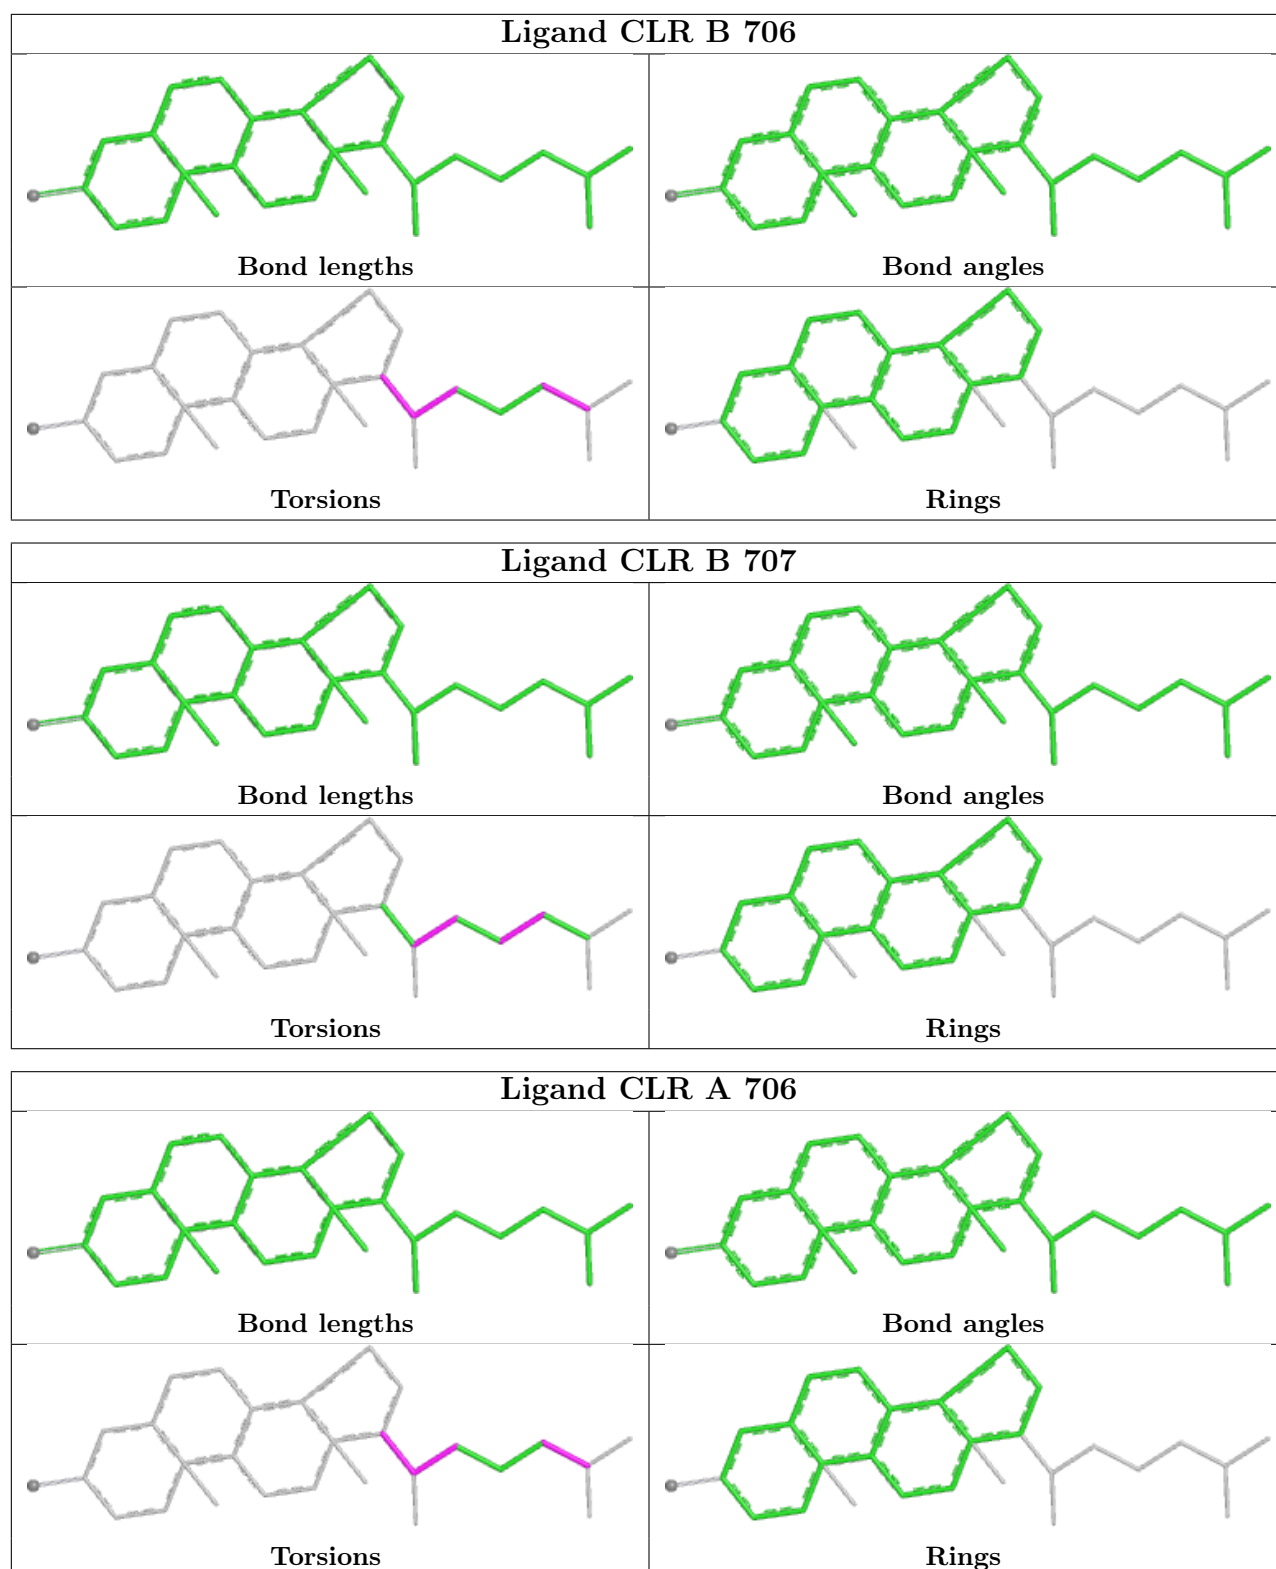 Ligand CLR B 706
Bond lengths
Bond angles
Torsions
Rings
Ligand CLR B 707
Bond lengths
Bond angles
Torsions
Rings
Ligand CLR A 706
Bond lengths
Bond angles
Torsions
Rings